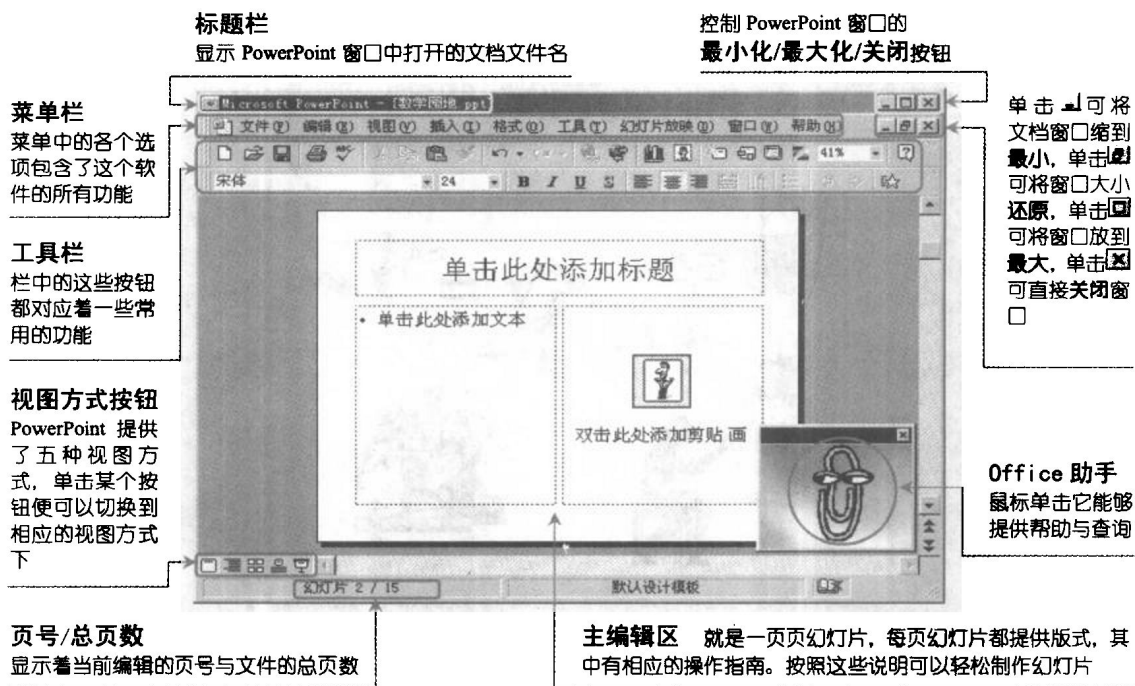 标题栏
显示 PowerPoint 窗口中打开的文档文件名
控制 PowerPoint 窗口的
最小化/最大化/关闭按钮
菜单栏
菜单中的各个选
项包含了这个软
件的所有功能
工具栏
栏中的这些按钮
都对应着一些常
用的功能
视图方式按钮
PowerPoint 提供
了五种视图方
式，单击某个按
钮便可以切换到
相应的视图方式
下
Microsoft PowerPoint - [数学园地.ppt]
文件(F) 编辑(E) 视图(V) 插入(I) 格式(O) 工具(T) 幻灯片放映(D) 窗口(W) 帮助(H)
41%
宋体 24 B I U S
单击此处添加标题
• 单击此处添加文本
双击此处添加剪贴 画
幻灯片 2 / 15 默认设计模板
单击可将
文档窗口缩到
最小，单击
可将窗口大小
还原，单击
可将窗口放到
最大，单击
可直接关闭窗
口
Office 助手
鼠标单击它能够
提供帮助与查询
页号/总页数
显示着当前编辑的页号与文件的总页数
主编辑区 就是一页页幻灯片，每页幻灯片都提供版式，其
中有相应的操作指南。按照这些说明可以轻松制作幻灯片